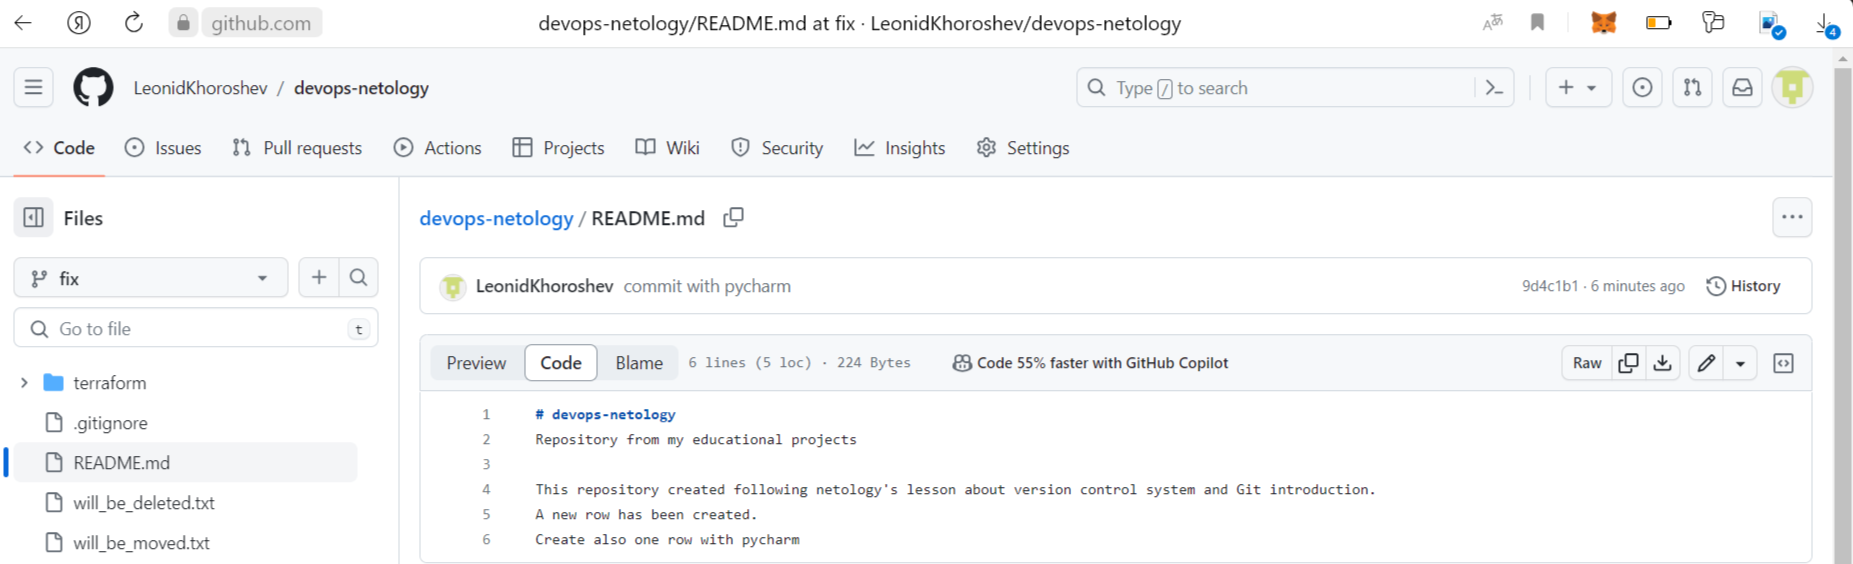 Я github.com devops-netology/README.md at fix · LeonidKhoroshev/devops-netology 4
LeonidKhoroshev / devops-netology Type / to search
Code Issues Pull requests Actions Projects Wiki Security Insights Settings
Files
devops-netology / README.md
fix
LeonidKhoroshev commit with pycharm 9d4c1b1 · 6 minutes ago History
Go to file t
Preview Code Blame 6 lines (5 loc) · 224 Bytes Code 55% faster with GitHub Copilot Raw
terraform
.gitignore
README.md
will_be_deleted.txt
will_be_moved.txt
1 # devops-netology
2 Repository from my educational projects
3
4 This repository created following netology's lesson about version control system and Git introduction.
5 A new row has been created.
6 Create also one row with pycharm